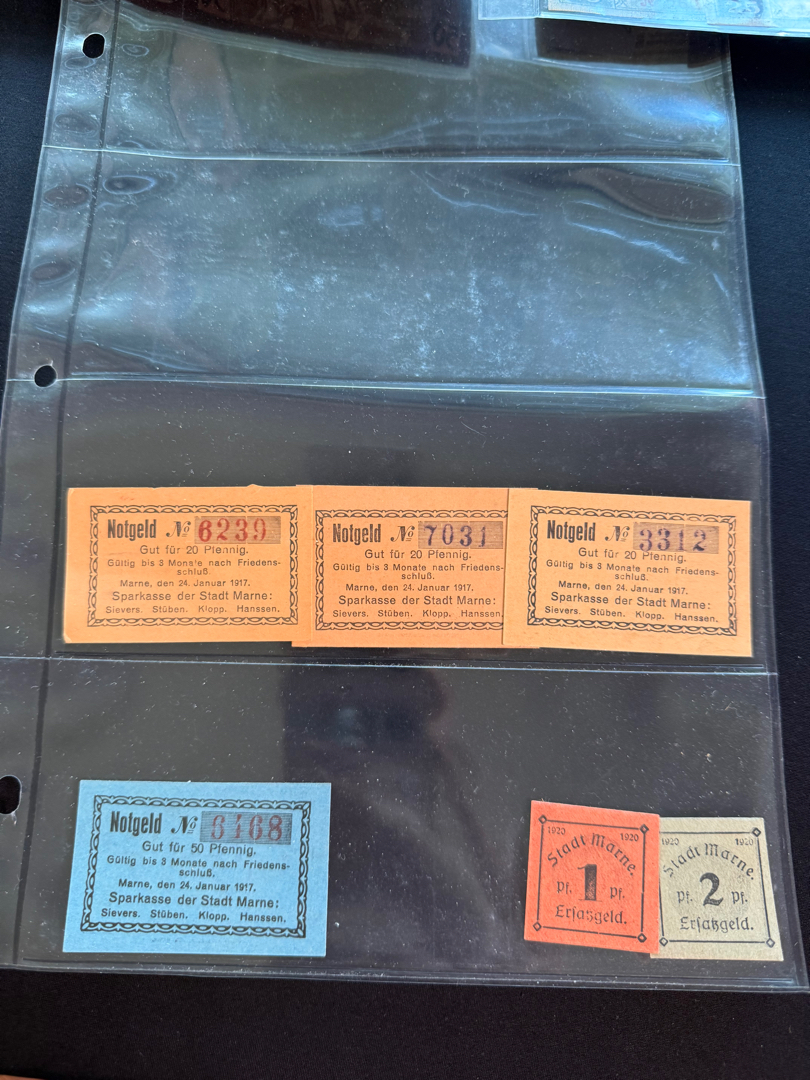 Notgeld № 6239
Gut für 20 Pfennig.
Gültig bis 3 Monate nach Friedens-
schluß.
Marne, den 24. Januar 1917.
Sparkasse der Stadt Marne:
Sievers. Stüben. Klopp. Hanssen.
Notgeld № 7031
Gut für 20 Pfennig.
Gültig bis 3 Monate nach Friedens-
schluß.
Marne, den 24. Januar 1917.
Sparkasse der Stadt Marne:
Sievers. Stüben. Klopp. Hanssen.
Notgeld № 3312
Gut für 20 Pfennig.
Gültig bis 3 Monate nach Friedens-
schluß.
Marne, den 24. Januar 1917.
Sparkasse der Stadt Marne:
Sievers. Stüben. Klopp. Hanssen.
Notgeld №
Gut für 50 Pfennig.
Gültig bis 3 Monate nach Friedens-
schluß.
Marne, den 24. Januar 1917.
Sparkasse der Stadt Marne:
Sievers. Stüben. Klopp. Hanssen.
1920 1920
Stadt Marne.
Pf. 1 Pf.
Ersatzgeld.
1920 1920
Stadt Marne.
Pf. 2 Pf.
Ersatzgeld.